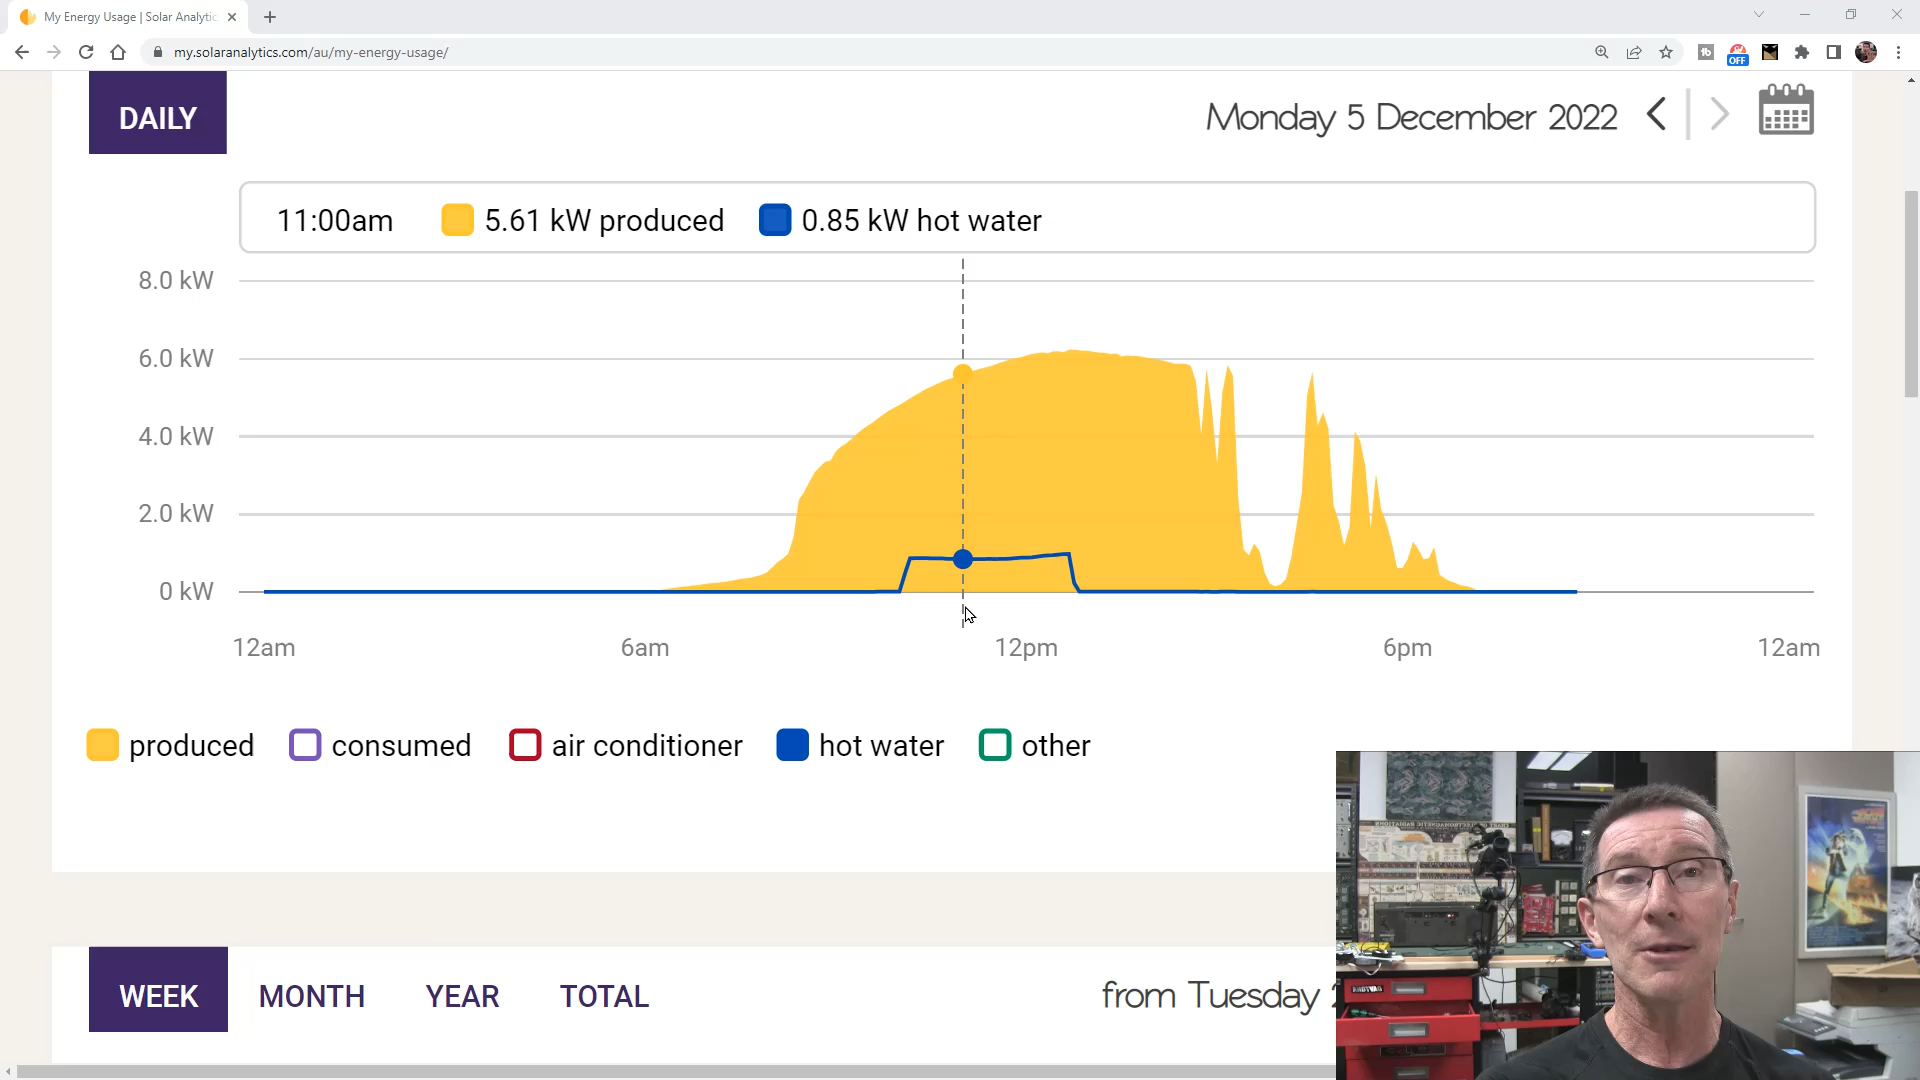 My Energy Usage | Solar Analytic
my.solaranalytics.com/au/my-energy-usage/
OFF
DAILY
Monday 5 December 2022
11:00am 5.61 kW produced 0.85 kW hot water
8.0 kW
6.0 kW
4.0 kW
2.0 kW
0 kW
12am 6am 12pm 6pm 12am
produced consumed air conditioner hot water other
WEEK MONTH YEAR TOTAL
from Tuesday